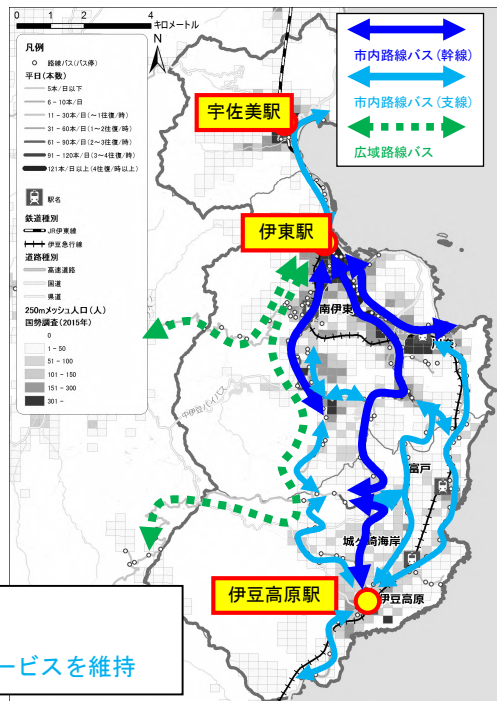 0 2 4
キロメートル
N
凡例
路線バス(バス停)
平日(本数)
5本/日以下
6 - 10本/日
11 - 30本/日(～1往復/時)
31 - 60本/日(1～2往復/時)
61 - 90本/日(2～3往復/時)
91 - 120本/日(3～4往復/時)
121本/日以上(4往復/時以上)
駅名
鉄道種別
JR伊東線
伊豆急行線
道路種別
高速道路
国道
県道
250mメッシュ人口(人)
国勢調査(2015年)
0
1 - 50
51 - 100
101 - 150
151 - 300
301 -
市内路線バス(幹線)
市内路線バス(支線)
広域路線バス
宇佐美駅
伊東駅
南伊東
中伊豆バイパス
富戸
城ヶ崎海岸
伊豆高原駅
伊豆高原
ービスを維持